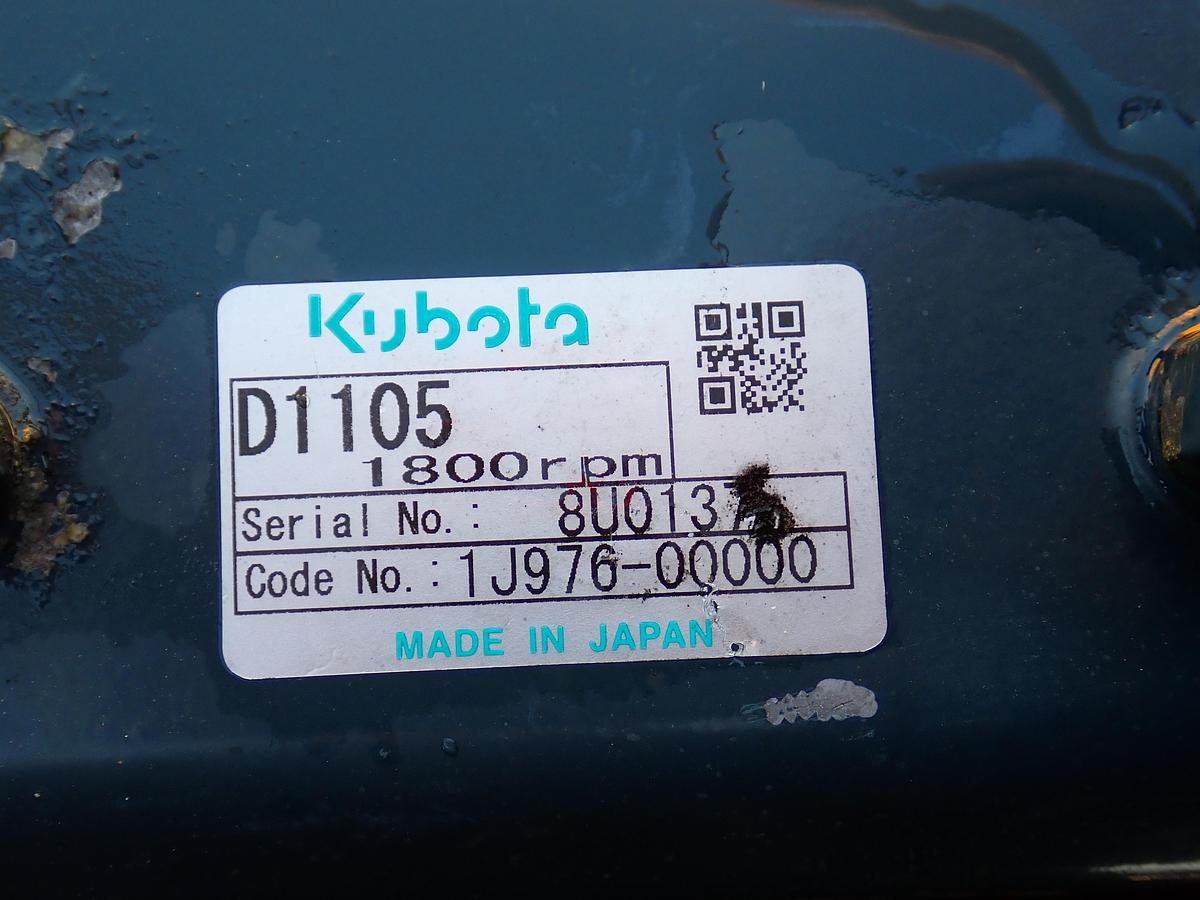 Kubota
D1105
1800rpm
Serial No.:
Code No.: 1J976-00000
MADE IN JAPAN